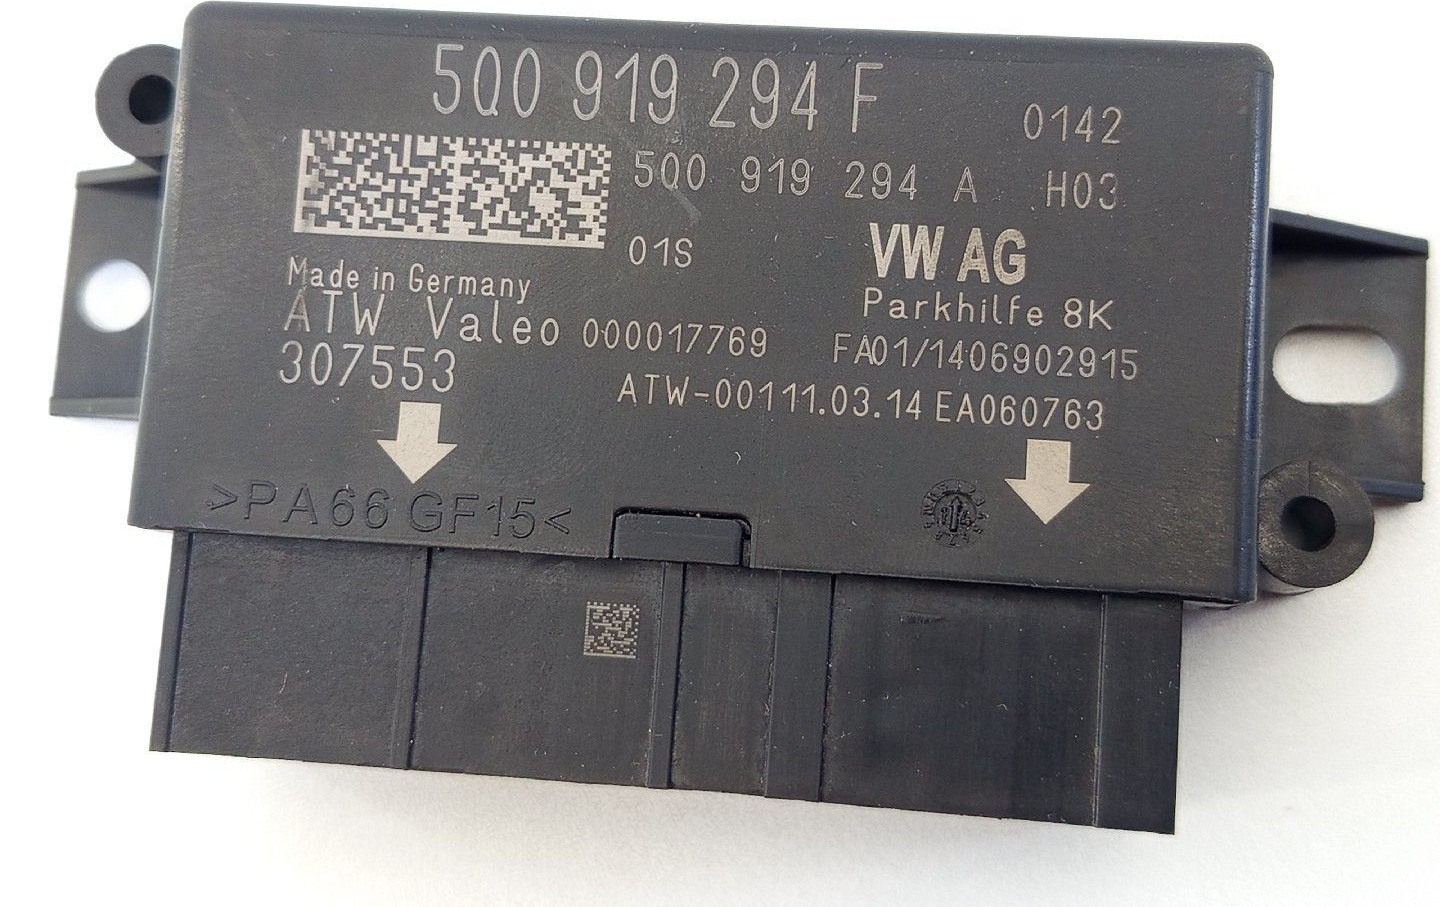 5Q0 919 294 F
0142
5Q0 919 294 A H03
01S
VW AG
Made in Germany
Parkhilfe 8K
ATW Valeo 000017769
FA01/1406902915
307553
ATW-00111.03.14 EA060763
>PA66 GF15<